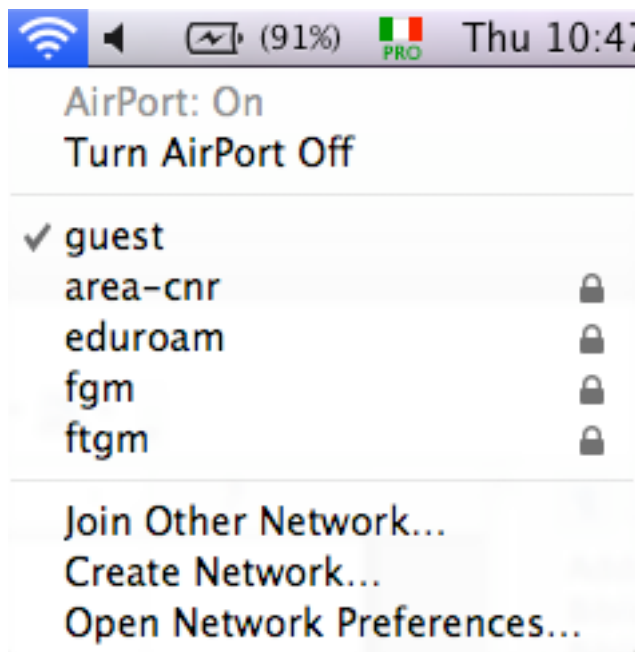 (91%) PRO Thu 10:47
AirPort: On
Turn AirPort Off
guest
area-cnr
eduroam
fgm
ftgm
Join Other Network...
Create Network...
Open Network Preferences...